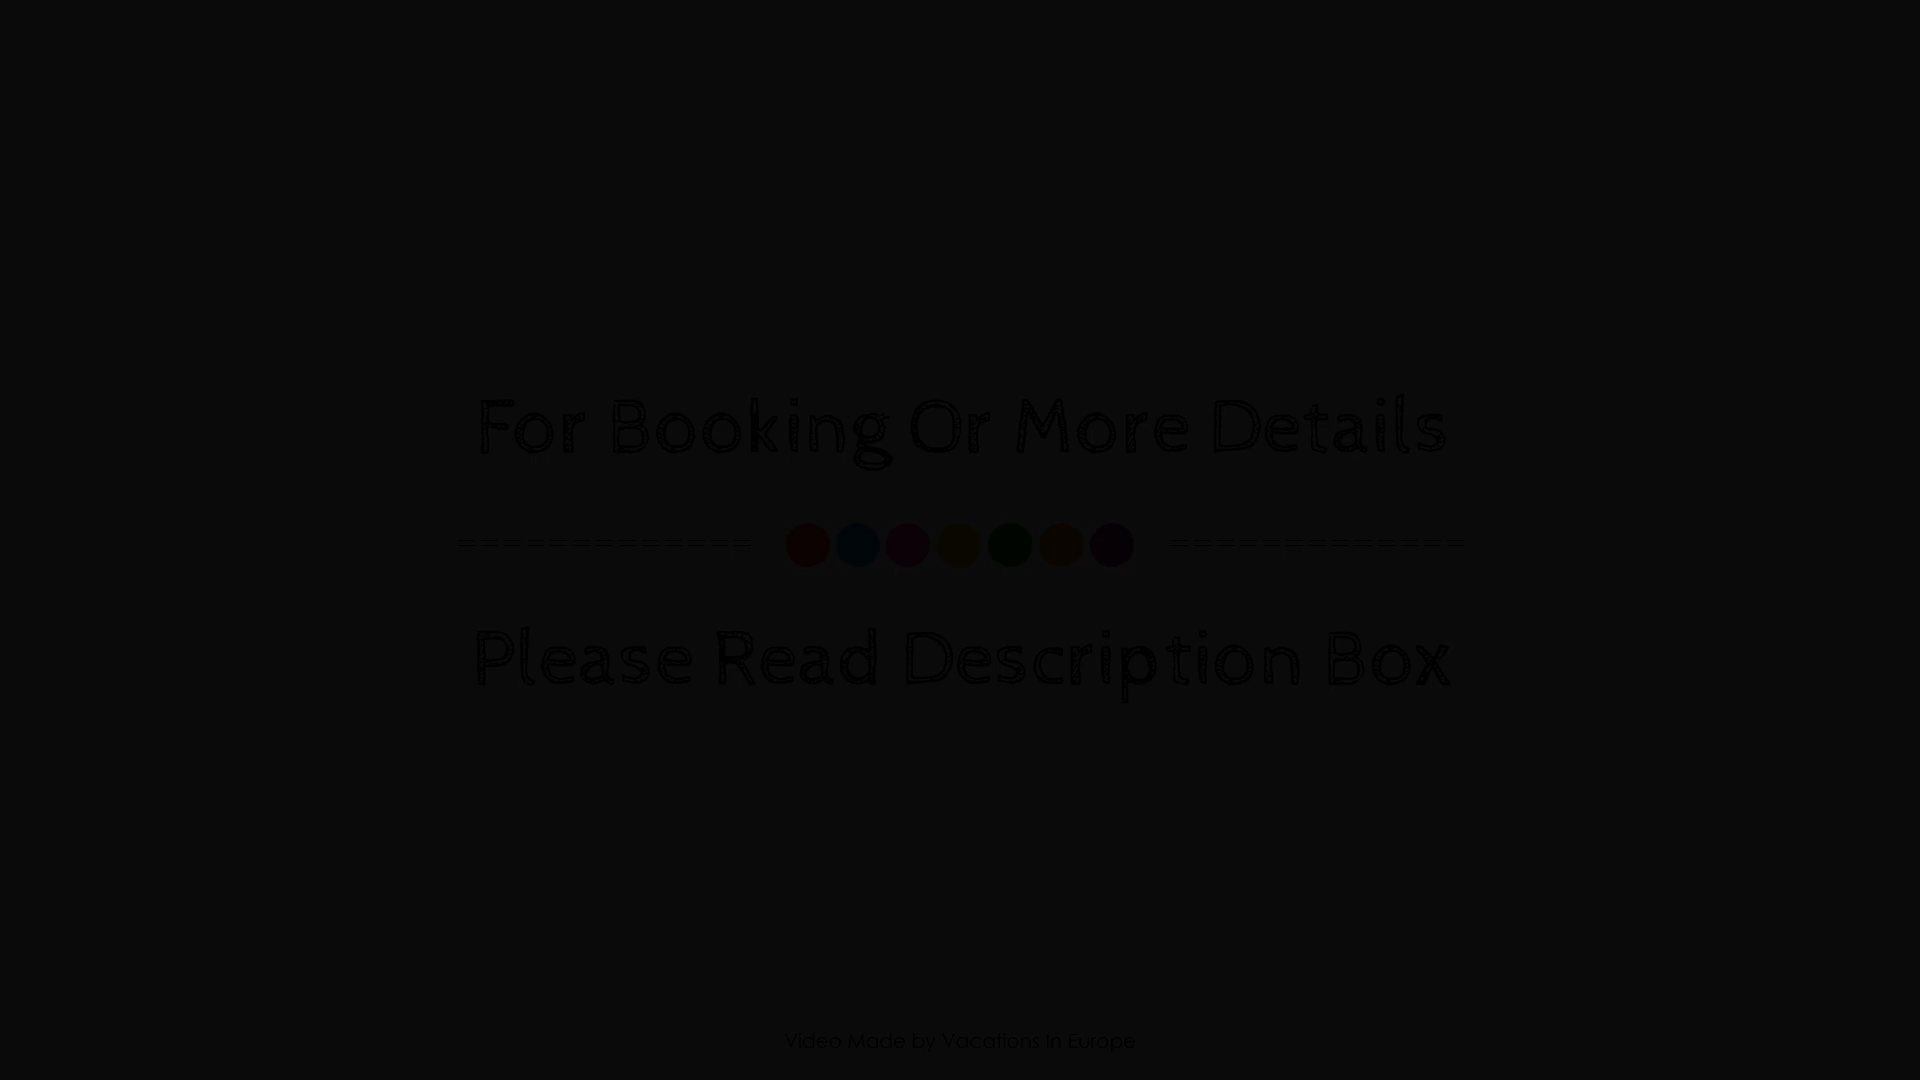 For Booking Or More Details
Please Read Description Box
Video Made by Vacations In Europe